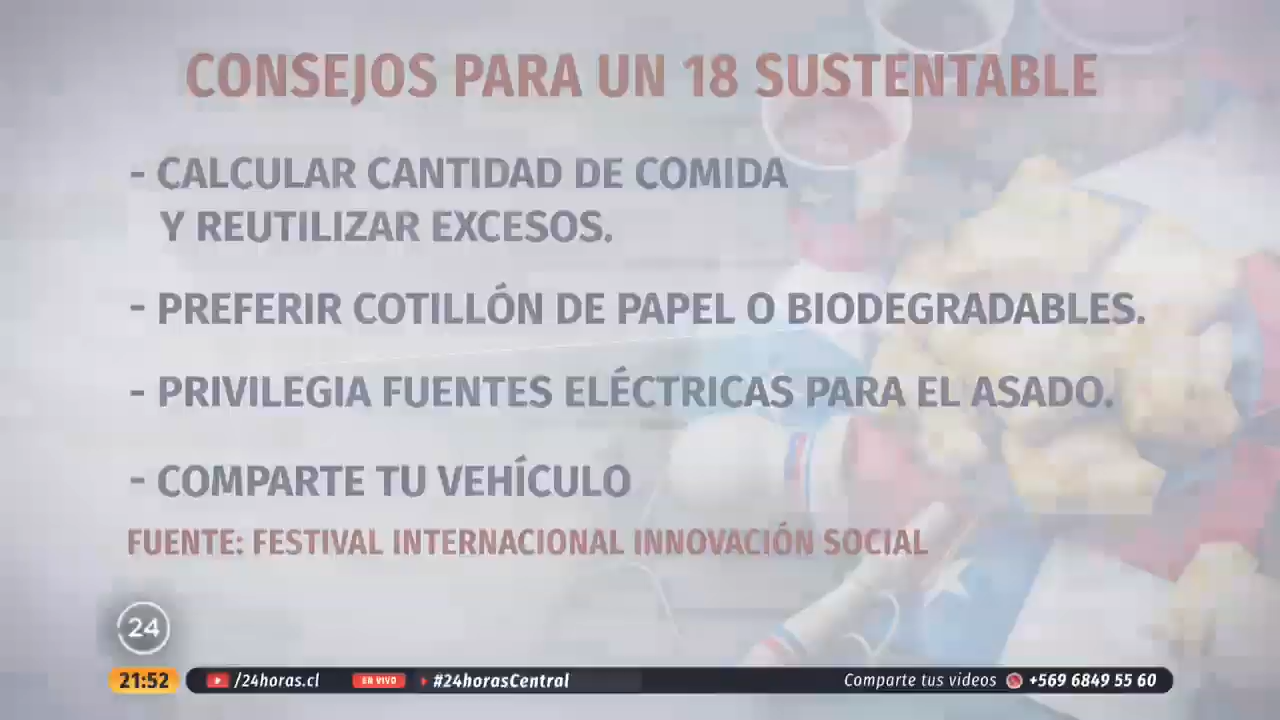 CONSEJOS PARA UN 18 SUSTENTABLE
- CALCULAR CANTIDAD DE COMIDA
Y REUTILIZAR EXCESOS.
- PREFERIR COTILLÓN DE PAPEL O BIODEGRADABLES.
- PRIVILEGIA FUENTES ELÉCTRICAS PARA EL ASADO.
- COMPARTE TU VEHÍCULO
FUENTE: FESTIVAL INTERNACIONAL INNOVACIÓN SOCIAL
24
21:52 /24horas.cl EN VIVO #24horasCentral Comparte tus videos +569 6849 55 60